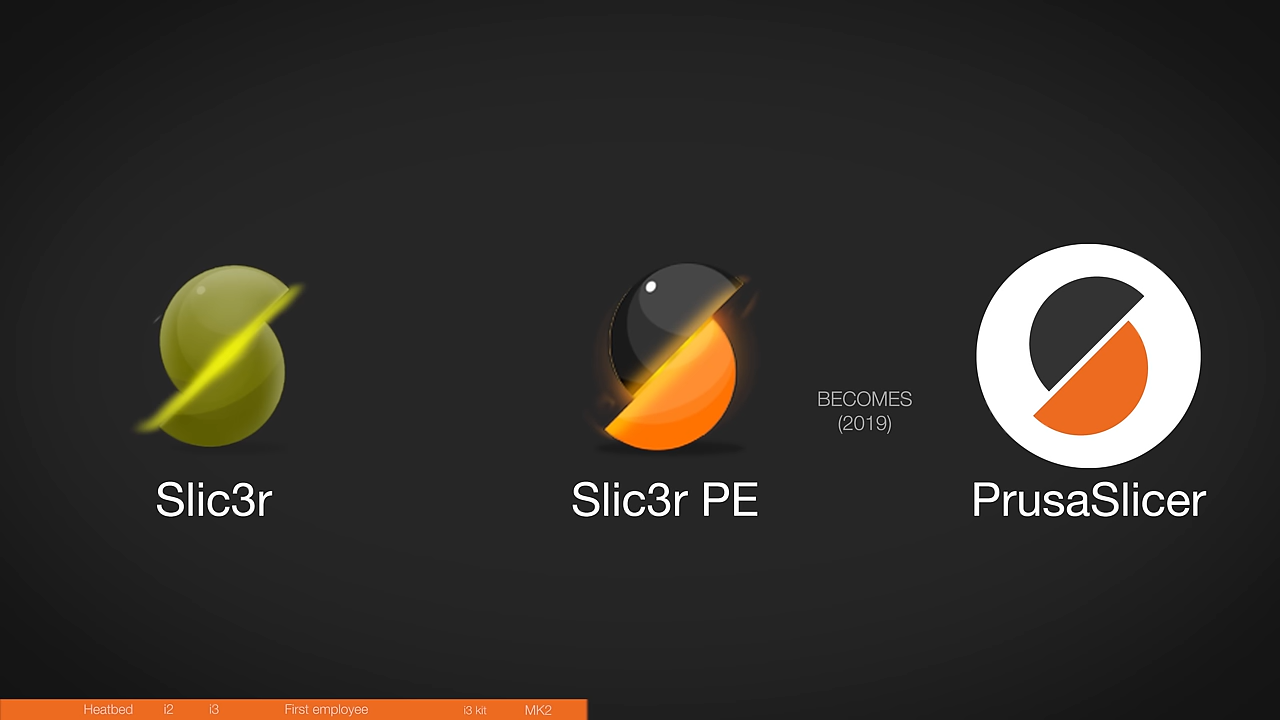 BECOMES
(2019)
Slic3r
Slic3r PE
PrusaSlicer
Heatbed
i2
i3
First employee
i3 kit
MK2